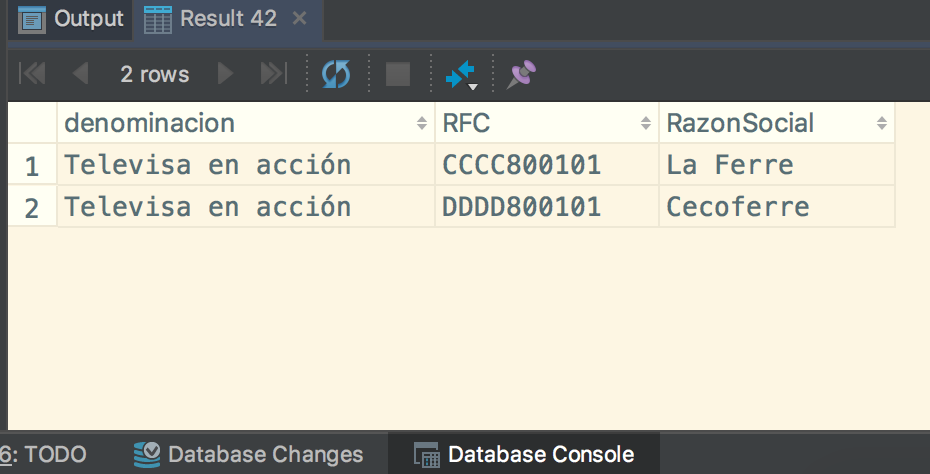 Output Result 42
2 rows
denominacion RFC RazonSocial
1 Televisa en acción CCCC800101 La Ferre
2 Televisa en acción DDDD800101 Cecoferre
6: TODO Database Changes Database Console